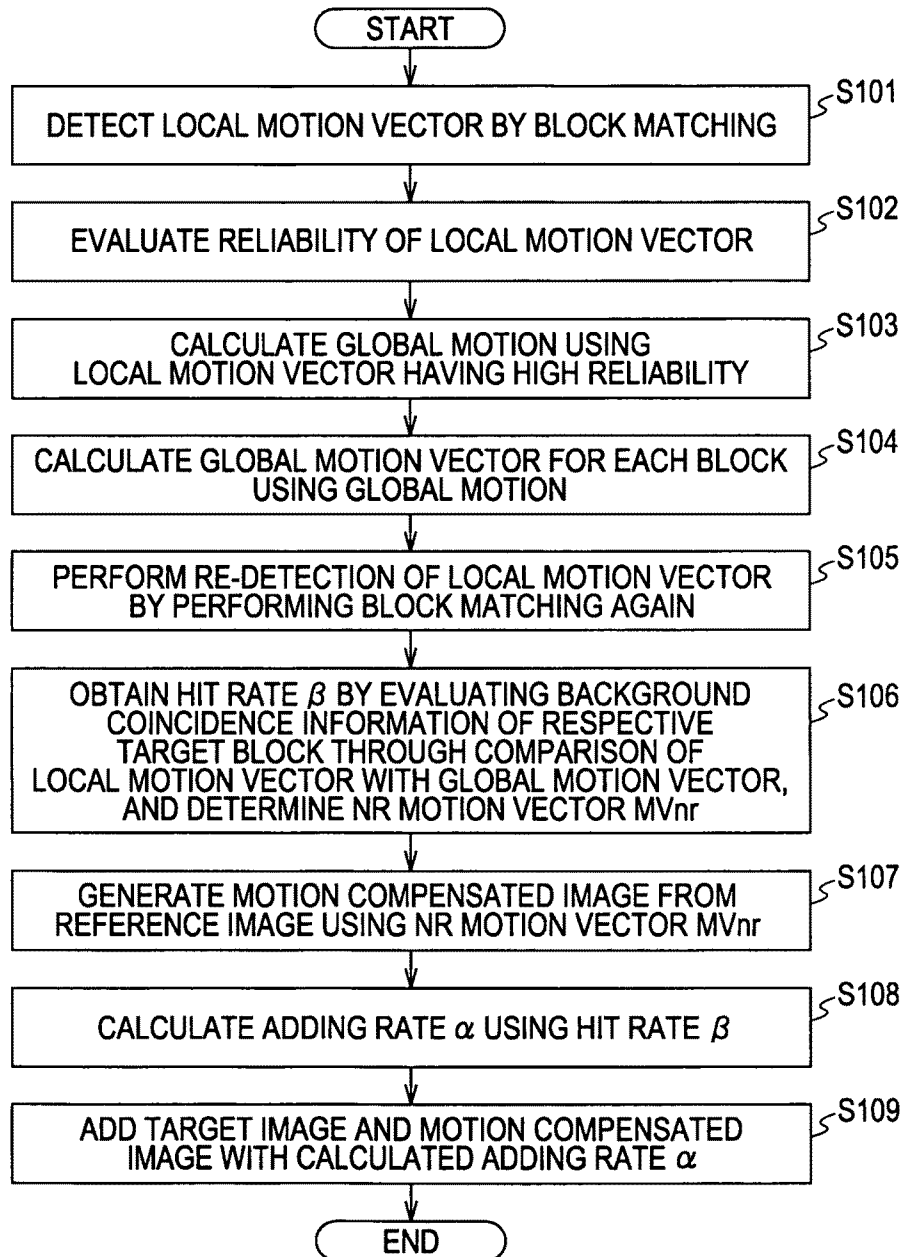 START
S101
DETECT LOCAL MOTION VECTOR BY BLOCK MATCHING
S102
EVALUATE RELIABILITY OF LOCAL MOTION VECTOR
S103
CALCULATE GLOBAL MOTION USING
LOCAL MOTION VECTOR HAVING HIGH RELIABILITY
S104
CALCULATE GLOBAL MOTION VECTOR FOR EACH BLOCK
USING GLOBAL MOTION
S105
PERFORM RE-DETECTION OF LOCAL MOTION VECTOR
BY PERFORMING BLOCK MATCHING AGAIN
S106
OBTAIN HIT RATE β BY EVALUATING BACKGROUND
COINCIDENCE INFORMATION OF RESPECTIVE
TARGET BLOCK THROUGH COMPARISON OF
LOCAL MOTION VECTOR WITH GLOBAL MOTION VECTOR,
AND DETERMINE NR MOTION VECTOR MVnr
S107
GENERATE MOTION COMPENSATED IMAGE FROM
REFERENCE IMAGE USING NR MOTION VECTOR MVnr
S108
CALCULATE ADDING RATE α USING HIT RATE β
S109
ADD TARGET IMAGE AND MOTION COMPENSATED
IMAGE WITH CALCULATED ADDING RATE α
END